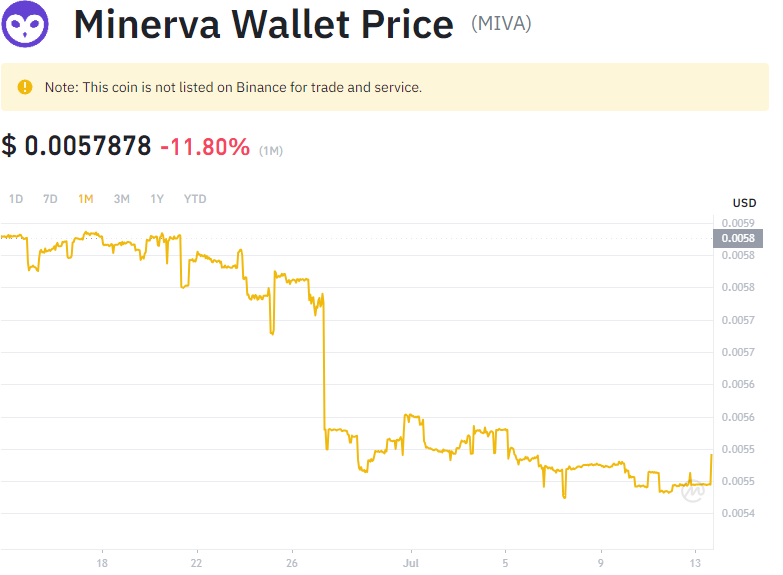 Minerva Wallet Price (MIVA)
Note: This coin is not listed on Binance for trade and service.
$ 0.0057878 -11.80% (1M)
1D 7D 1M 3M 1Y YTD
USD
0.0059
0.0058
0.0058
0.0058
0.0057
0.0057
0.0056
0.0056
0.0055
0.0055
0.0054
18 22 26 Jul 5 9 13